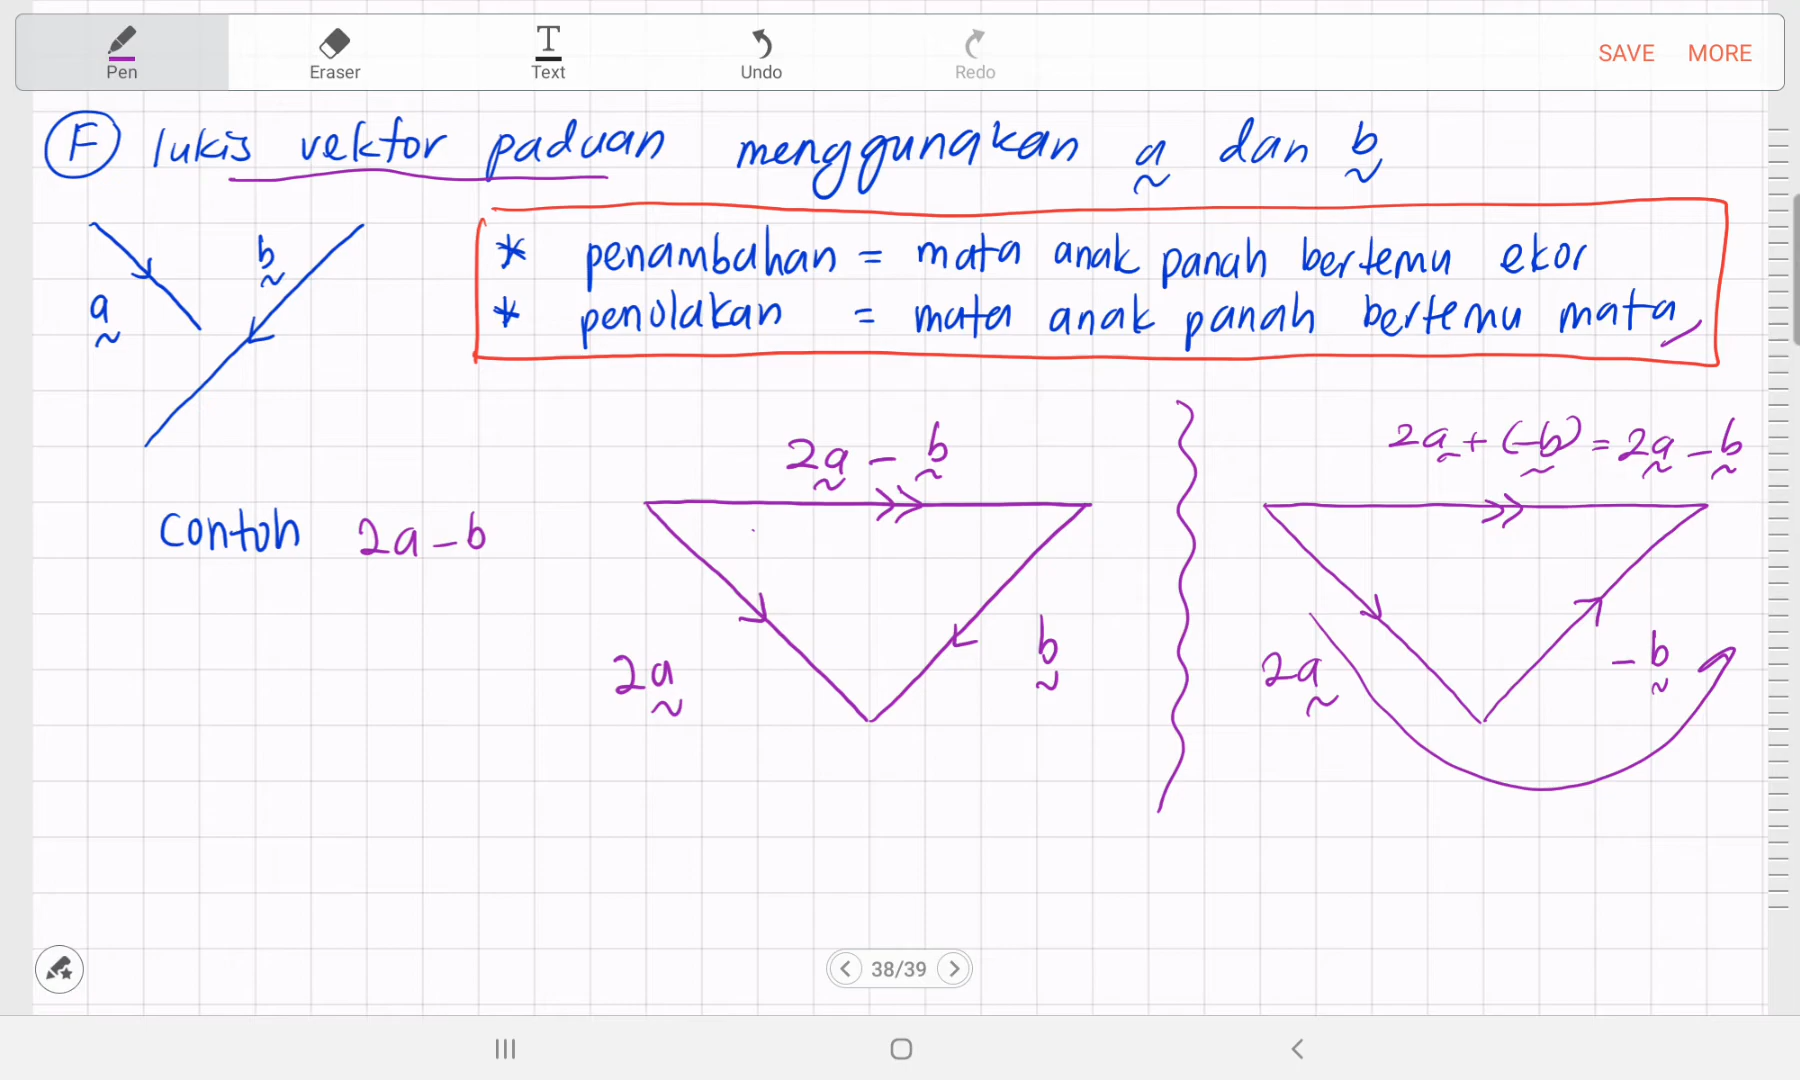 Pen
Eraser
Text
Undo
Redo
SAVE
MORE
F lukis vektor paduan menggunakan a dan b
* penambahan = mata anak panah bertemu ekor
* penolakan = mata anak panah bertemu mata
a
b
Contoh 2a - b
2a - b
2a
b
2a + (-b) = 2a - b
2a
- b
38/39